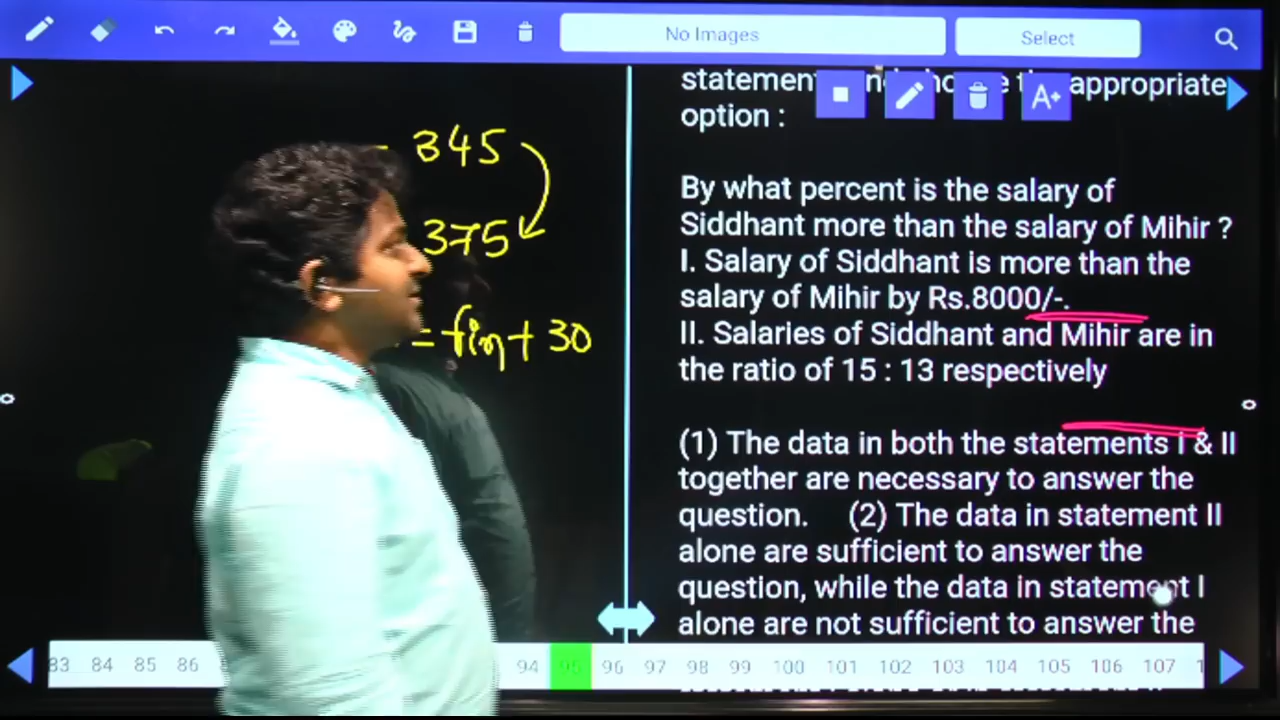 No Images
Select
A+
345
375
= fin + 30
appropriate
option :
By what percent is the salary of
Siddhant more than the salary of Mihir ?
I. Salary of Siddhant is more than the
salary of Mihir by Rs.8000/-.
II. Salaries of Siddhant and Mihir are in
the ratio of 15 : 13 respectively
(1) The data in both the statements I & II
together are necessary to answer the
question. (2) The data in statement II
alone are sufficient to answer the
question, while the data in statement I
alone are not sufficient to answer the
83 84 85 86 94 95 96 97 98 99 100 101 102 103 104 105 106 107